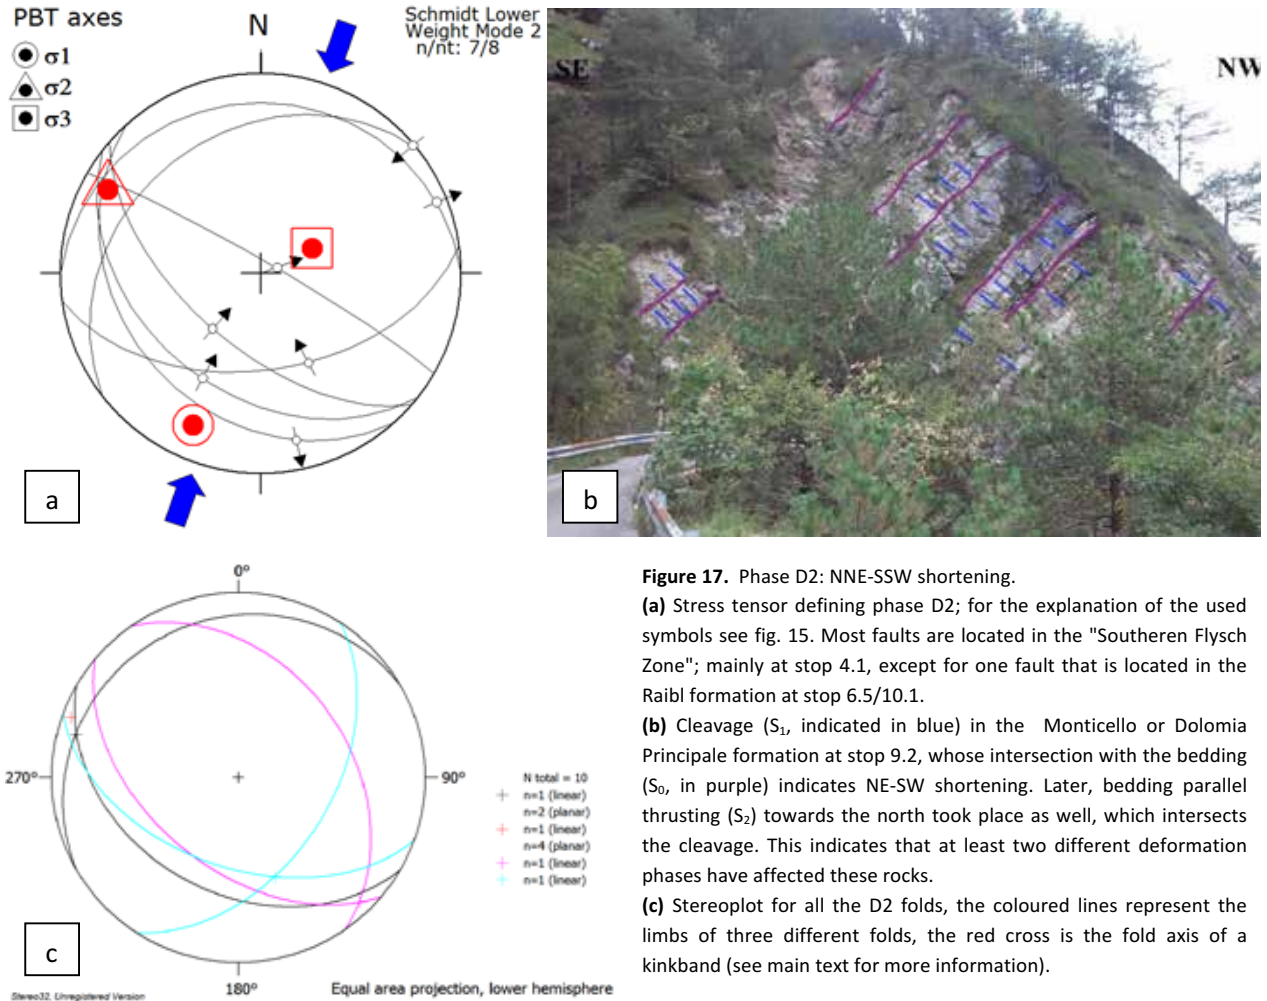 PBT axes
σ1
σ2
σ3
N
Schmidt Lower
Weight Mode 2
n/nt: 7/8
a
SE
NW
b
0°
270°
90°
180°
N total = 10
n=1 (linear)
n=2 (planar)
n=1 (linear)
n=4 (planar)
n=1 (linear)
n=1 (linear)
c
Stereo32, Unregistered Version
Equal area projection, lower hemisphere
Figure 17. Phase D2: NNE-SSW shortening.
(a) Stress tensor defining phase D2; for the explanation of the used
symbols see fig. 15. Most faults are located in the "Southeren Flysch
Zone"; mainly at stop 4.1, except for one fault that is located in the
Raibl formation at stop 6.5/10.1.
(b) Cleavage (S1, indicated in blue) in the Monticello or Dolomia
Principale formation at stop 9.2, whose intersection with the bedding
(S0, in purple) indicates NE-SW shortening. Later, bedding parallel
thrusting (S2) towards the north took place as well, which intersects
the cleavage. This indicates that at least two different deformation
phases have affected these rocks.
(c) Stereoplot for all the D2 folds, the coloured lines represent the
limbs of three different folds, the red cross is the fold axis of a
kinkband (see main text for more information).